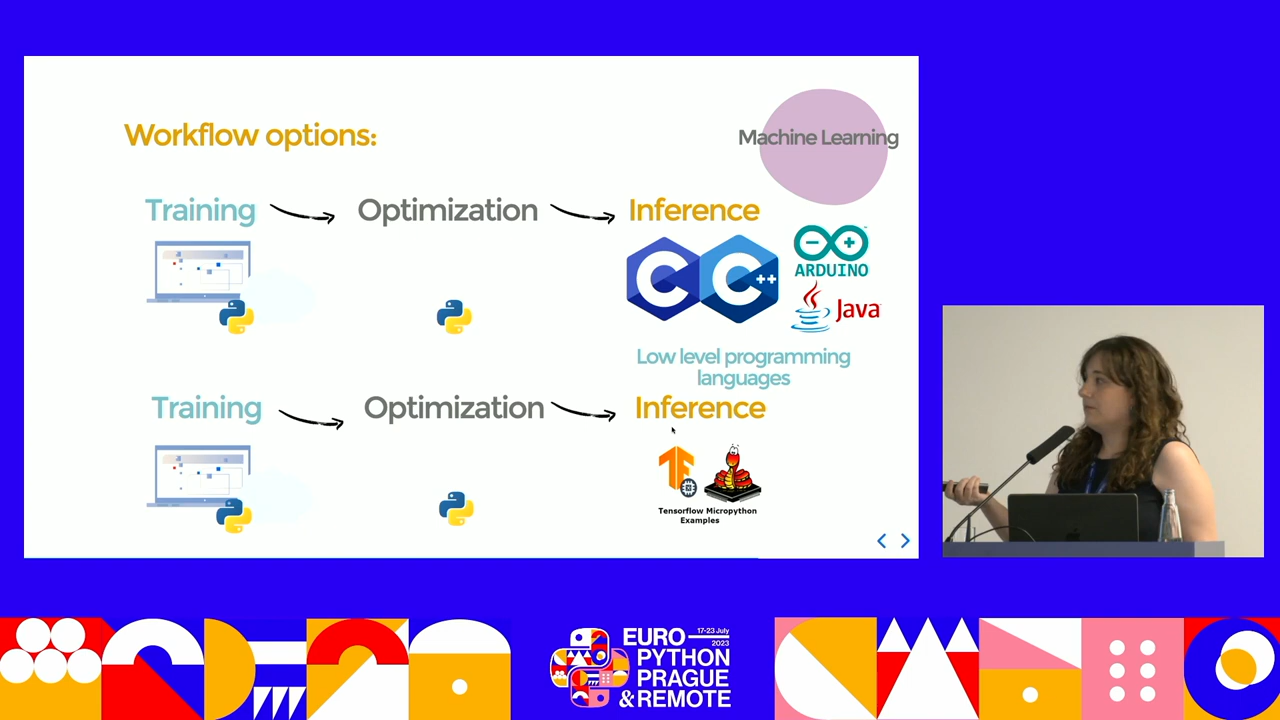 Workflow options:
Machine Learning
Training
Optimization
Inference
C
C
++
ARDUINO
Java
Low level programming
languages
Training
Optimization
Inference
Tensorflow Micropython
Examples
EURO
17-23 July
2023
PYTHON
PRAGUE
& REMOTE